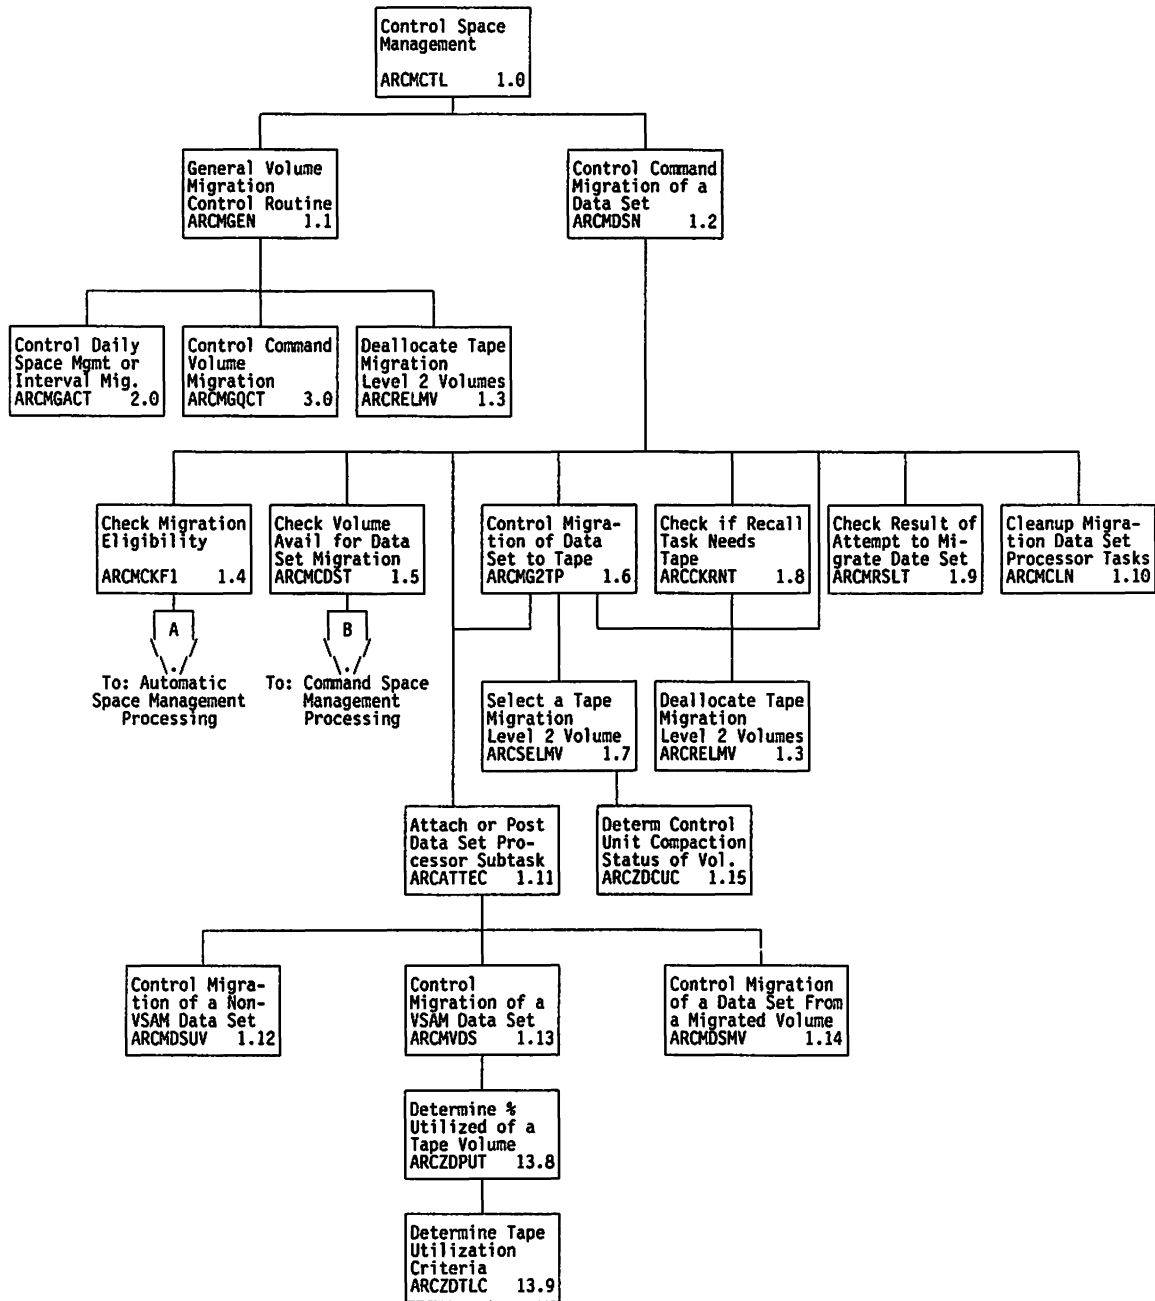 Control Space
Management
ARCMCTL 1.0
General Volume
Migration
Control Routine
ARCMGEN 1.1
Control Command
Migration of a
Data Set
ARCMDSN 1.2
Control Daily
Space Mgmt or
Interval Mig.
ARCMGACT 2.0
Control Command
Volume
Migration
ARCMGQCT 3.0
Deallocate Tape
Migration
Level 2 Volumes
ARCRELMV 1.3
Check Migration
Eligibility
ARCMCKF1 1.4
Check Volume
Avail for Data
Set Migration
ARCMCDST 1.5
Control Migra-
tion of Data
Set to Tape
ARCMG2TP 1.6
Check if Recall
Task Needs
Tape
ARCCKRNT 1.8
Check Result of
Attempt to Mi-
grate Date Set
ARCMRSLT 1.9
Cleanup Migra-
tion Data Set
Processor Tasks
ARCMCLN 1.10
A
To: Automatic
Space Management
Processing
B
To: Command Space
Management
Processing
Select a Tape
Migration
Level 2 Volume
ARCSELMV 1.7
Deallocate Tape
Migration
Level 2 Volumes
ARCRELMV 1.3
Attach or Post
Data Set Pro-
cessor Subtask
ARCATTEC 1.11
Determ Control
Unit Compaction
Status of Vol.
ARCZDCUC 1.15
Control Migra-
tion of a Non-
VSAM Data Set
ARCMDSUV 1.12
Control
Migration of a
VSAM Data Set
ARCMVDS 1.13
Control Migration
of a Data Set From
a Migrated Volume
ARCMDSMV 1.14
Determine %
Utilized of a
Tape Volume
ARCZDPUT 13.8
Determine Tape
Utilization
Criteria
ARCZDTLC 13.9